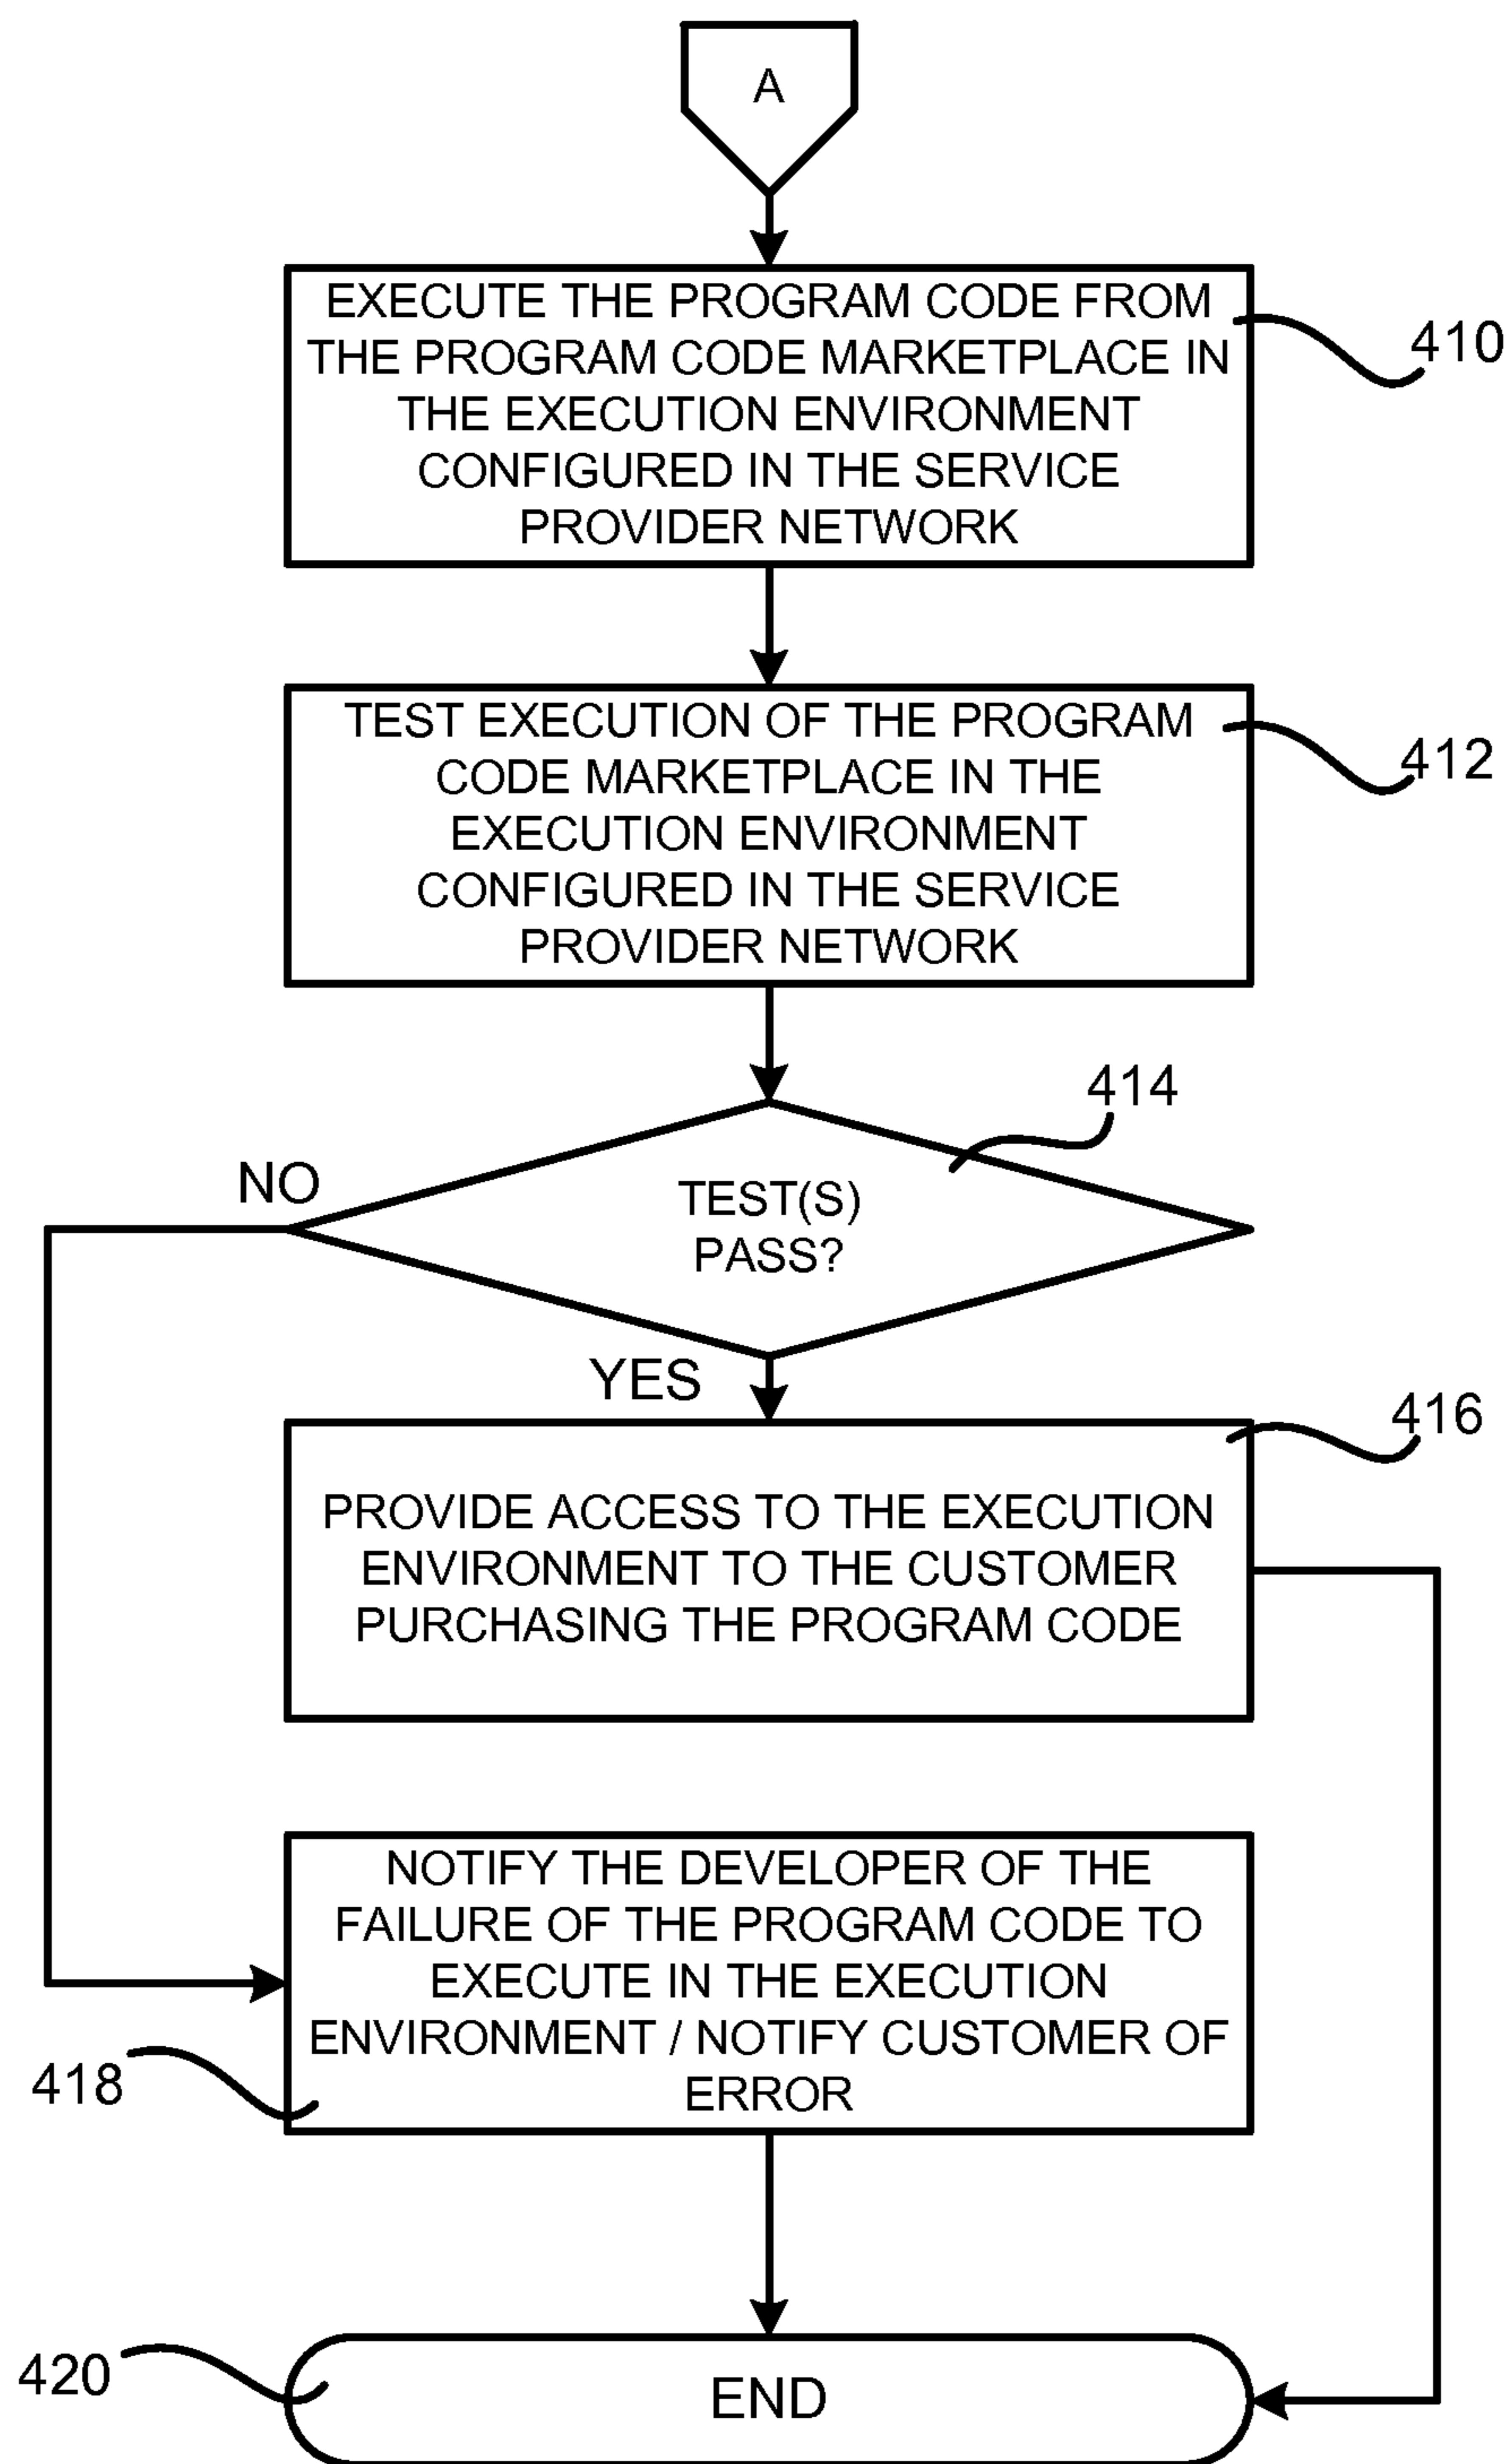 A
EXECUTE THE PROGRAM CODE FROM
THE PROGRAM CODE MARKETPLACE IN
THE EXECUTION ENVIRONMENT
CONFIGURED IN THE SERVICE
PROVIDER NETWORK
410
TEST EXECUTION OF THE PROGRAM
CODE MARKETPLACE IN THE
EXECUTION ENVIRONMENT
CONFIGURED IN THE SERVICE
PROVIDER NETWORK
412
414
NO
TEST(S)
PASS?
YES
416
PROVIDE ACCESS TO THE EXECUTION
ENVIRONMENT TO THE CUSTOMER
PURCHASING THE PROGRAM CODE
NOTIFY THE DEVELOPER OF THE
FAILURE OF THE PROGRAM CODE TO
EXECUTE IN THE EXECUTION
ENVIRONMENT / NOTIFY CUSTOMER OF
ERROR
418
420
END